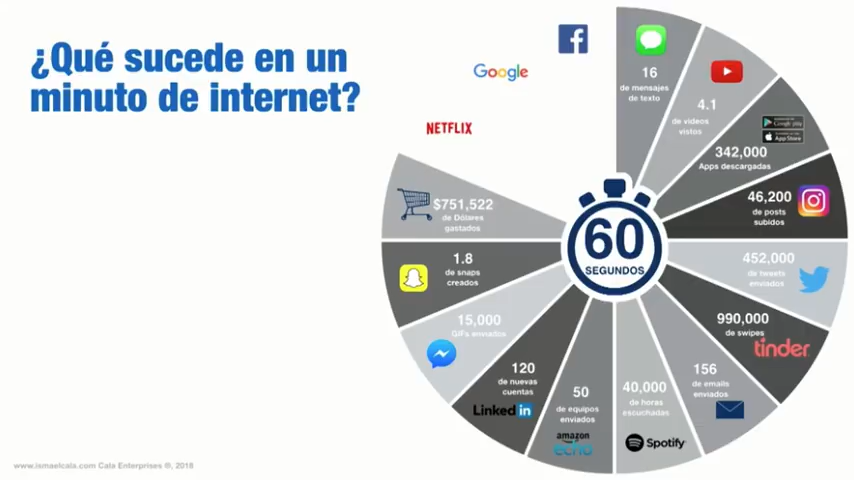 ¿Qué sucede en un
minuto de internet?
Google
NETFLIX
16
de mensajes
de texto
4.1
de videos
vistos
Google play
App Store
342,000
Apps descargadas
46,200
de posts
subidos
452,000
de tweets
enviados
990,000
de swipes
tinder
156
de emails
enviados
40,000
de horas
escuchadas
Spotify
50
de equipos
enviados
amazon
echo
120
de nuevas
cuentas
Linked in
15,000
GIFs enviados
1.8
de snaps
creados
$751,522
de Dólares
gastados
60
SEGUNDOS
www.ismaelcala.com Cala Enterprises ®, 2018